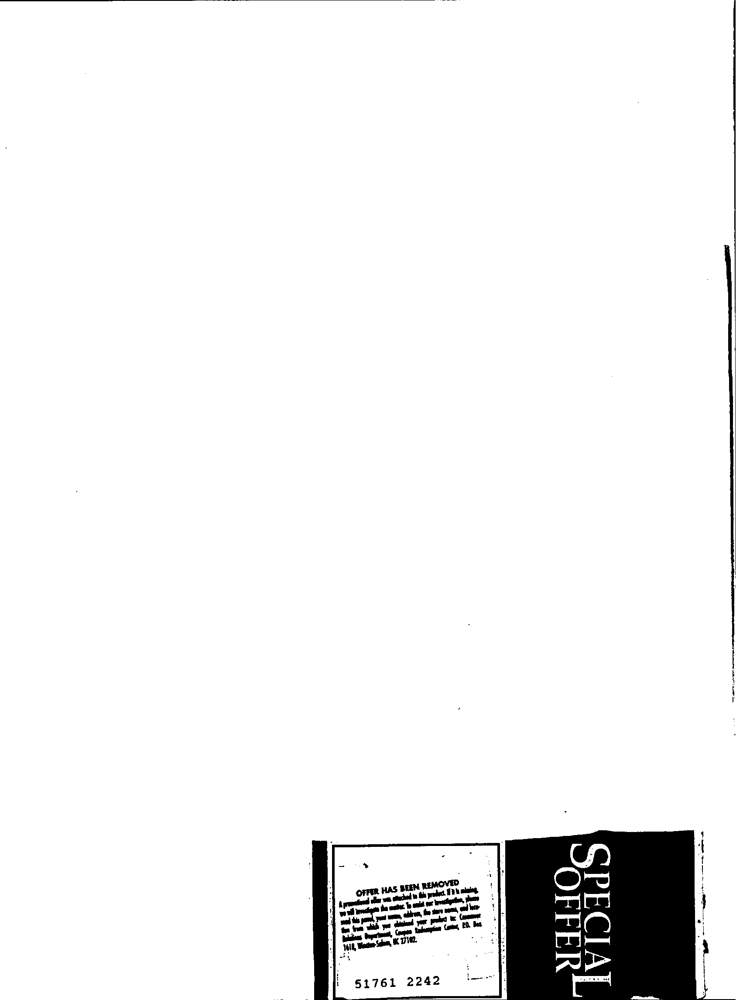 OFFER HAS BEEN REMOVED
A promotional offer was attached to this product. If it is missing,
we will investigate the matter. To assist our investigation, please
send this panel, your name, address, the store name, and loca-
tion from which you obtained your product to: Consumer
Relations Department, Coupon Redemption Center, P.O. Box
1618, Winston-Salem, NC 27102.
51761 2242
SPECIAL
OFFER